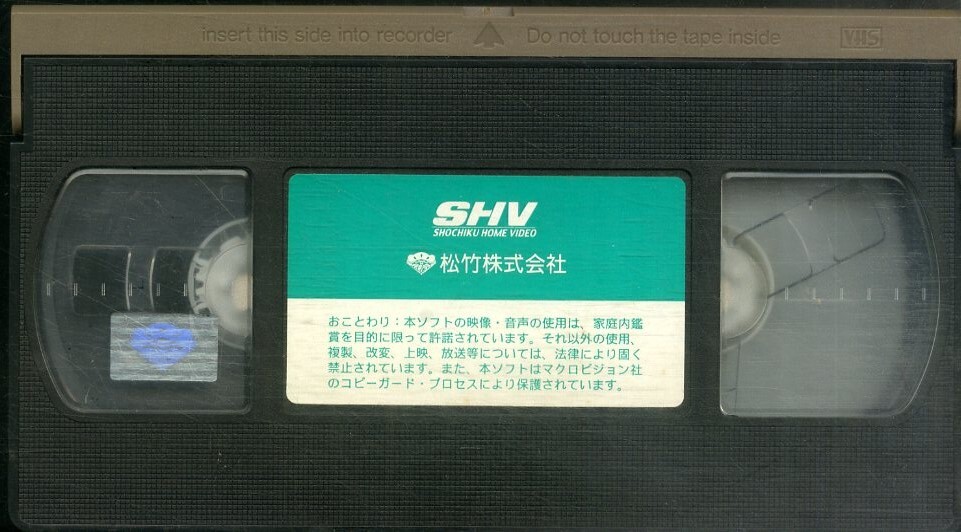 insert this side into recorder Do not touch the tape inside VHS
SHV
SHOCHIKU HOME VIDEO
松竹株式会社
おことわり：本ソフトの映像・音声の使用は、家庭内鑑
賞を目的に限って許諾されています。それ以外の使用、
複製、改変、上映、放送等については、法律により固く
禁止されています。また、本ソフトはマクロビジョン社
のコピーガード・プロセスにより保護されています。